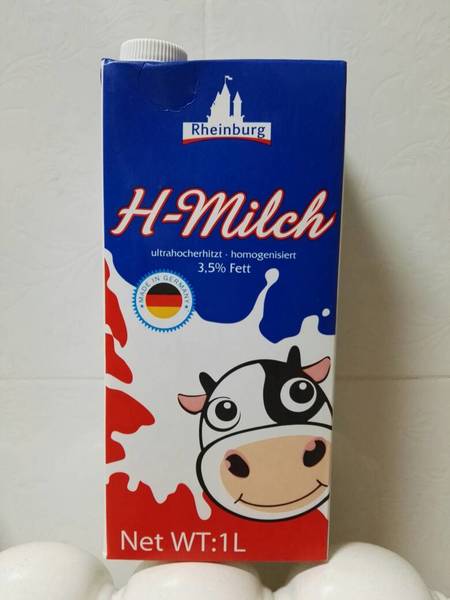 Rheinburg
H-Milch
ultrahocherhitzt · homogenisiert
3,5% Fett
MADE IN GERMANY
Net WT:1L